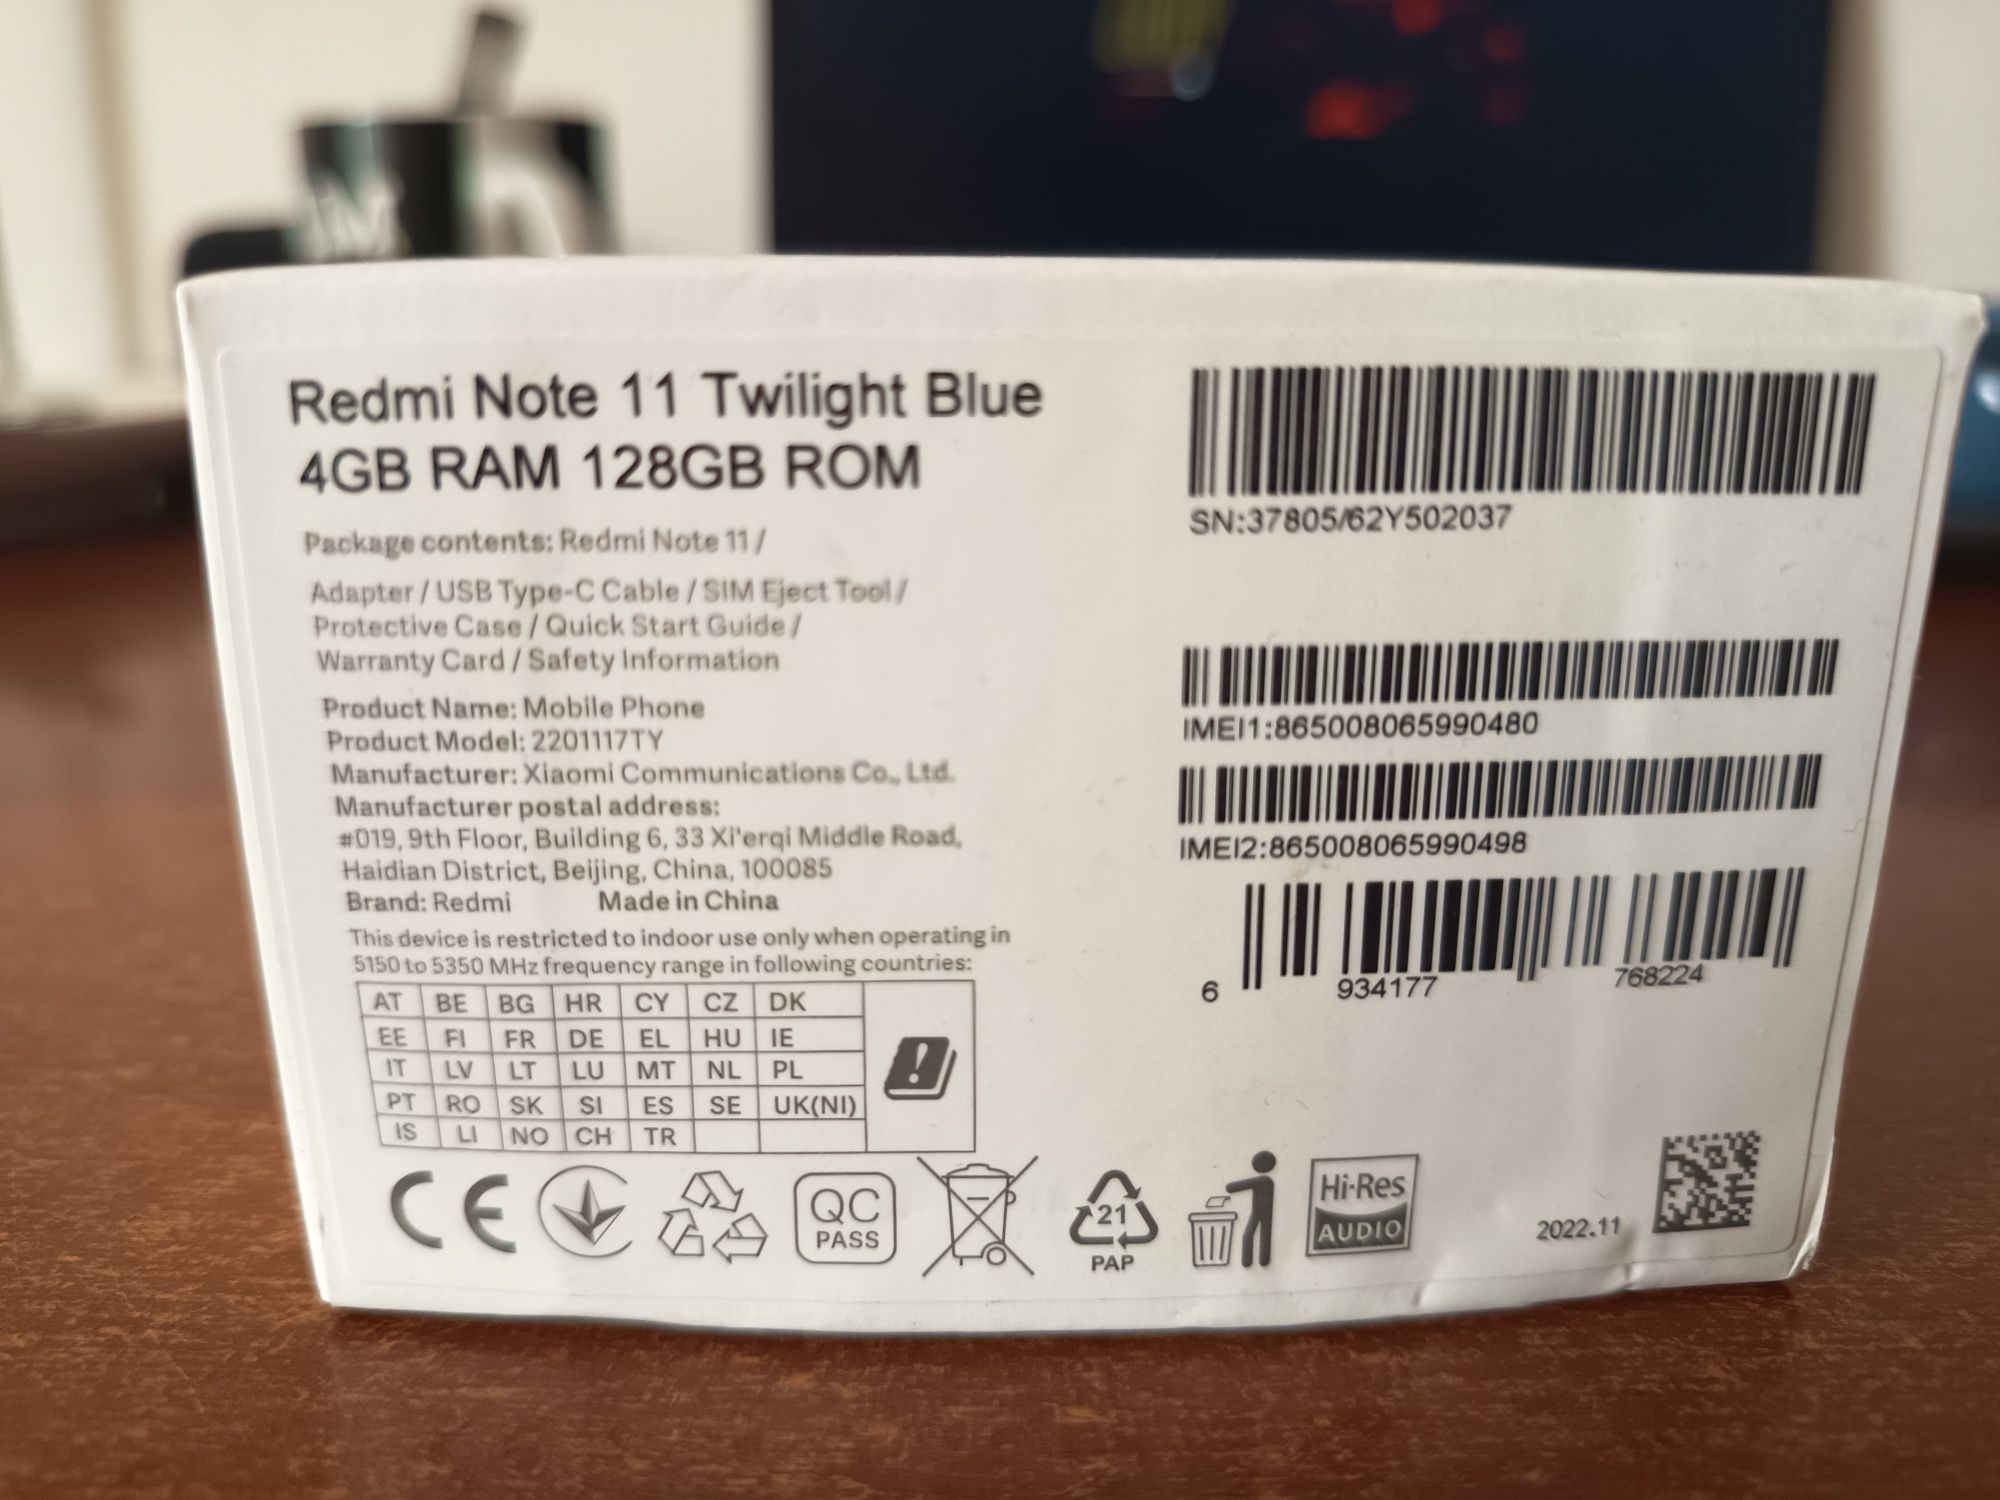 Redmi Note 11 Twilight Blue
4GB RAM 128GB ROM
Package contents: Redmi Note 11 /
Adapter / USB Type-C Cable / SIM Eject Tool /
Protective Case / Quick Start Guide /
Warranty Card / Safety Information
Product Name: Mobile Phone
Product Model: 2201117TY
Manufacturer: Xiaomi Communications Co., Ltd.
Manufacturer postal address:
#019, 9th Floor, Building 6, 33 Xi'erqi Middle Road,
Haidian District, Beijing, China, 100085
Brand: Redmi Made in China
This device is restricted to indoor use only when operating in
5150 to 5350 MHz frequency range in following countries:
AT BE BG HR CY CZ DK
EE FI FR DE EL HU IE
IT LV LT LU MT NL PL
PT RO SK SI ES SE UK(NI)
IS LI NO CH TR
CE
QC
PASS
21
PAP
Hi-Res
AUDIO
SN:37805/62Y502037
IMEI1:865008065990480
IMEI2:865008065990498
6 934177 768224
2022.11